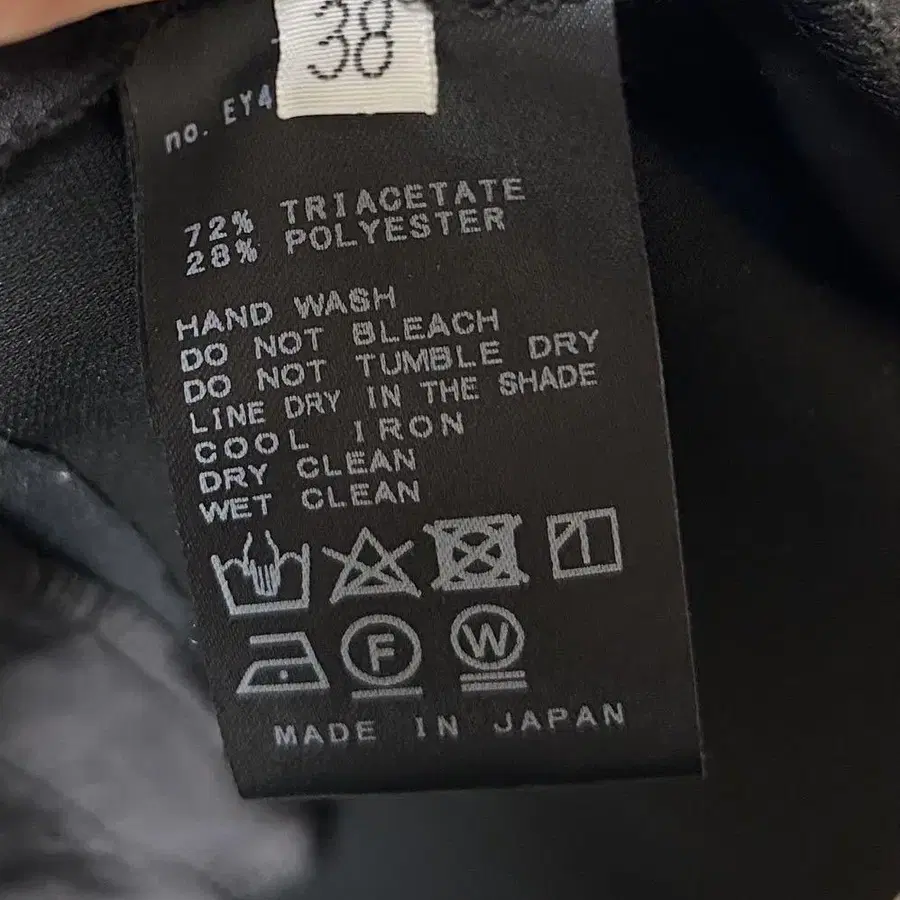 38
38
no. EY4
72% TRIACETATE
28% POLYESTER
HAND WASH
DO NOT BLEACH
DO NOT TUMBLE DRY
LINE DRY IN THE SHADE
COOL IRON
DRY CLEAN
WET CLEAN
F W
MADE IN JAPAN